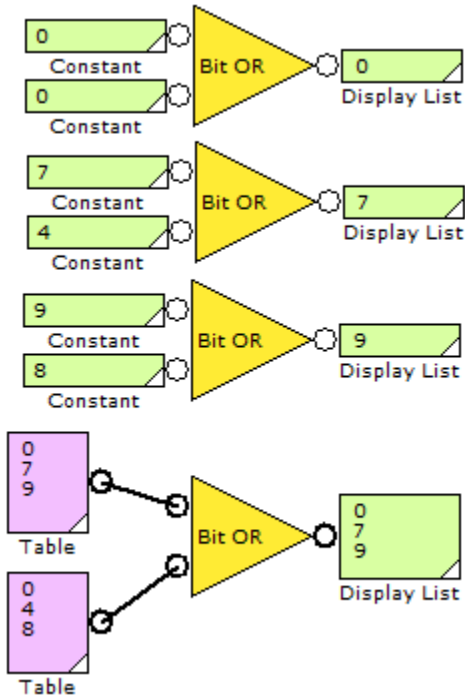 0
Constant
0
Constant
Bit OR
0
Display List
7
Constant
4
Constant
Bit OR
7
Display List
9
Constant
8
Constant
Bit OR
9
Display List
0
7
9
Table
0
4
8
Table
Bit OR
0
7
9
Display List